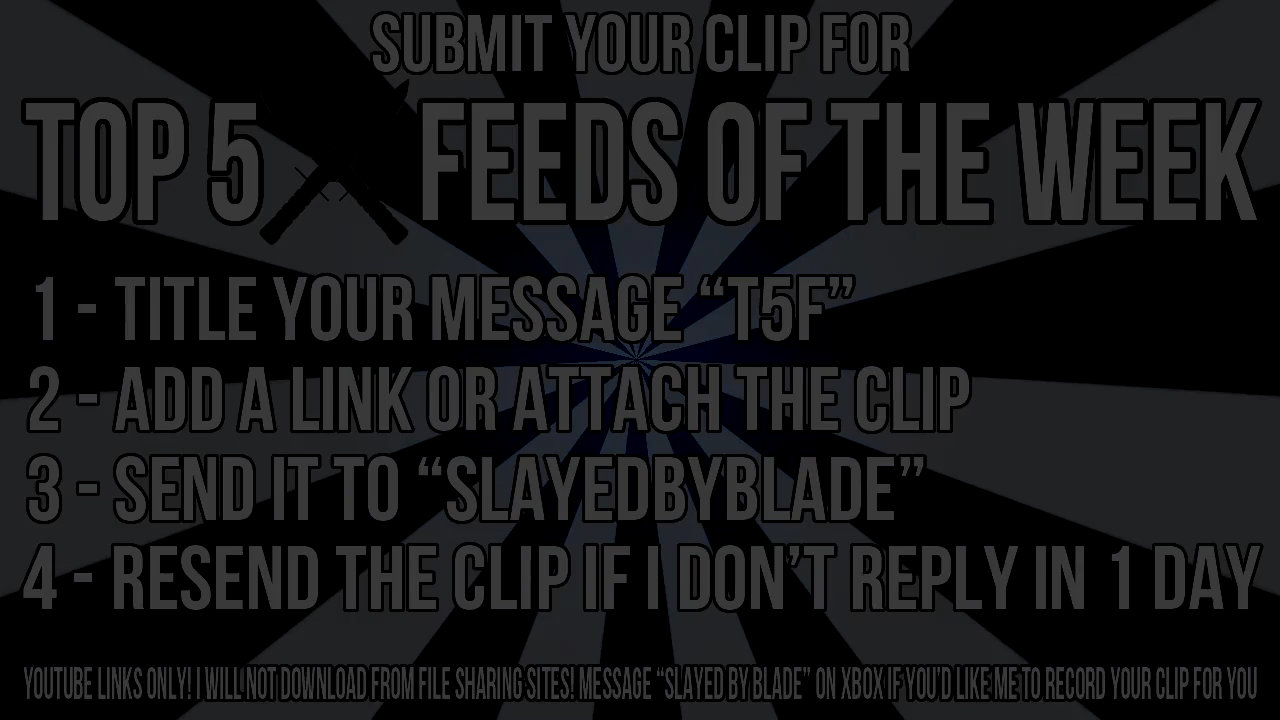 SUBMIT YOUR CLIP FOR
TOP 5 FEEDS OF THE WEEK
1 - TITLE YOUR MESSAGE “T5F”
2 - ADD A LINK OR ATTACH THE CLIP
3 - SEND IT TO “SLAYEDBYBLADE”
4 - RESEND THE CLIP IF I DON’T REPLY IN 1 DAY
YOUTUBE LINKS ONLY! I WILL NOT DOWNLOAD FROM FILE SHARING SITES! MESSAGE “SLAYED BY BLADE” ON XBOX IF YOU’D LIKE ME TO RECORD YOUR CLIP FOR YOU